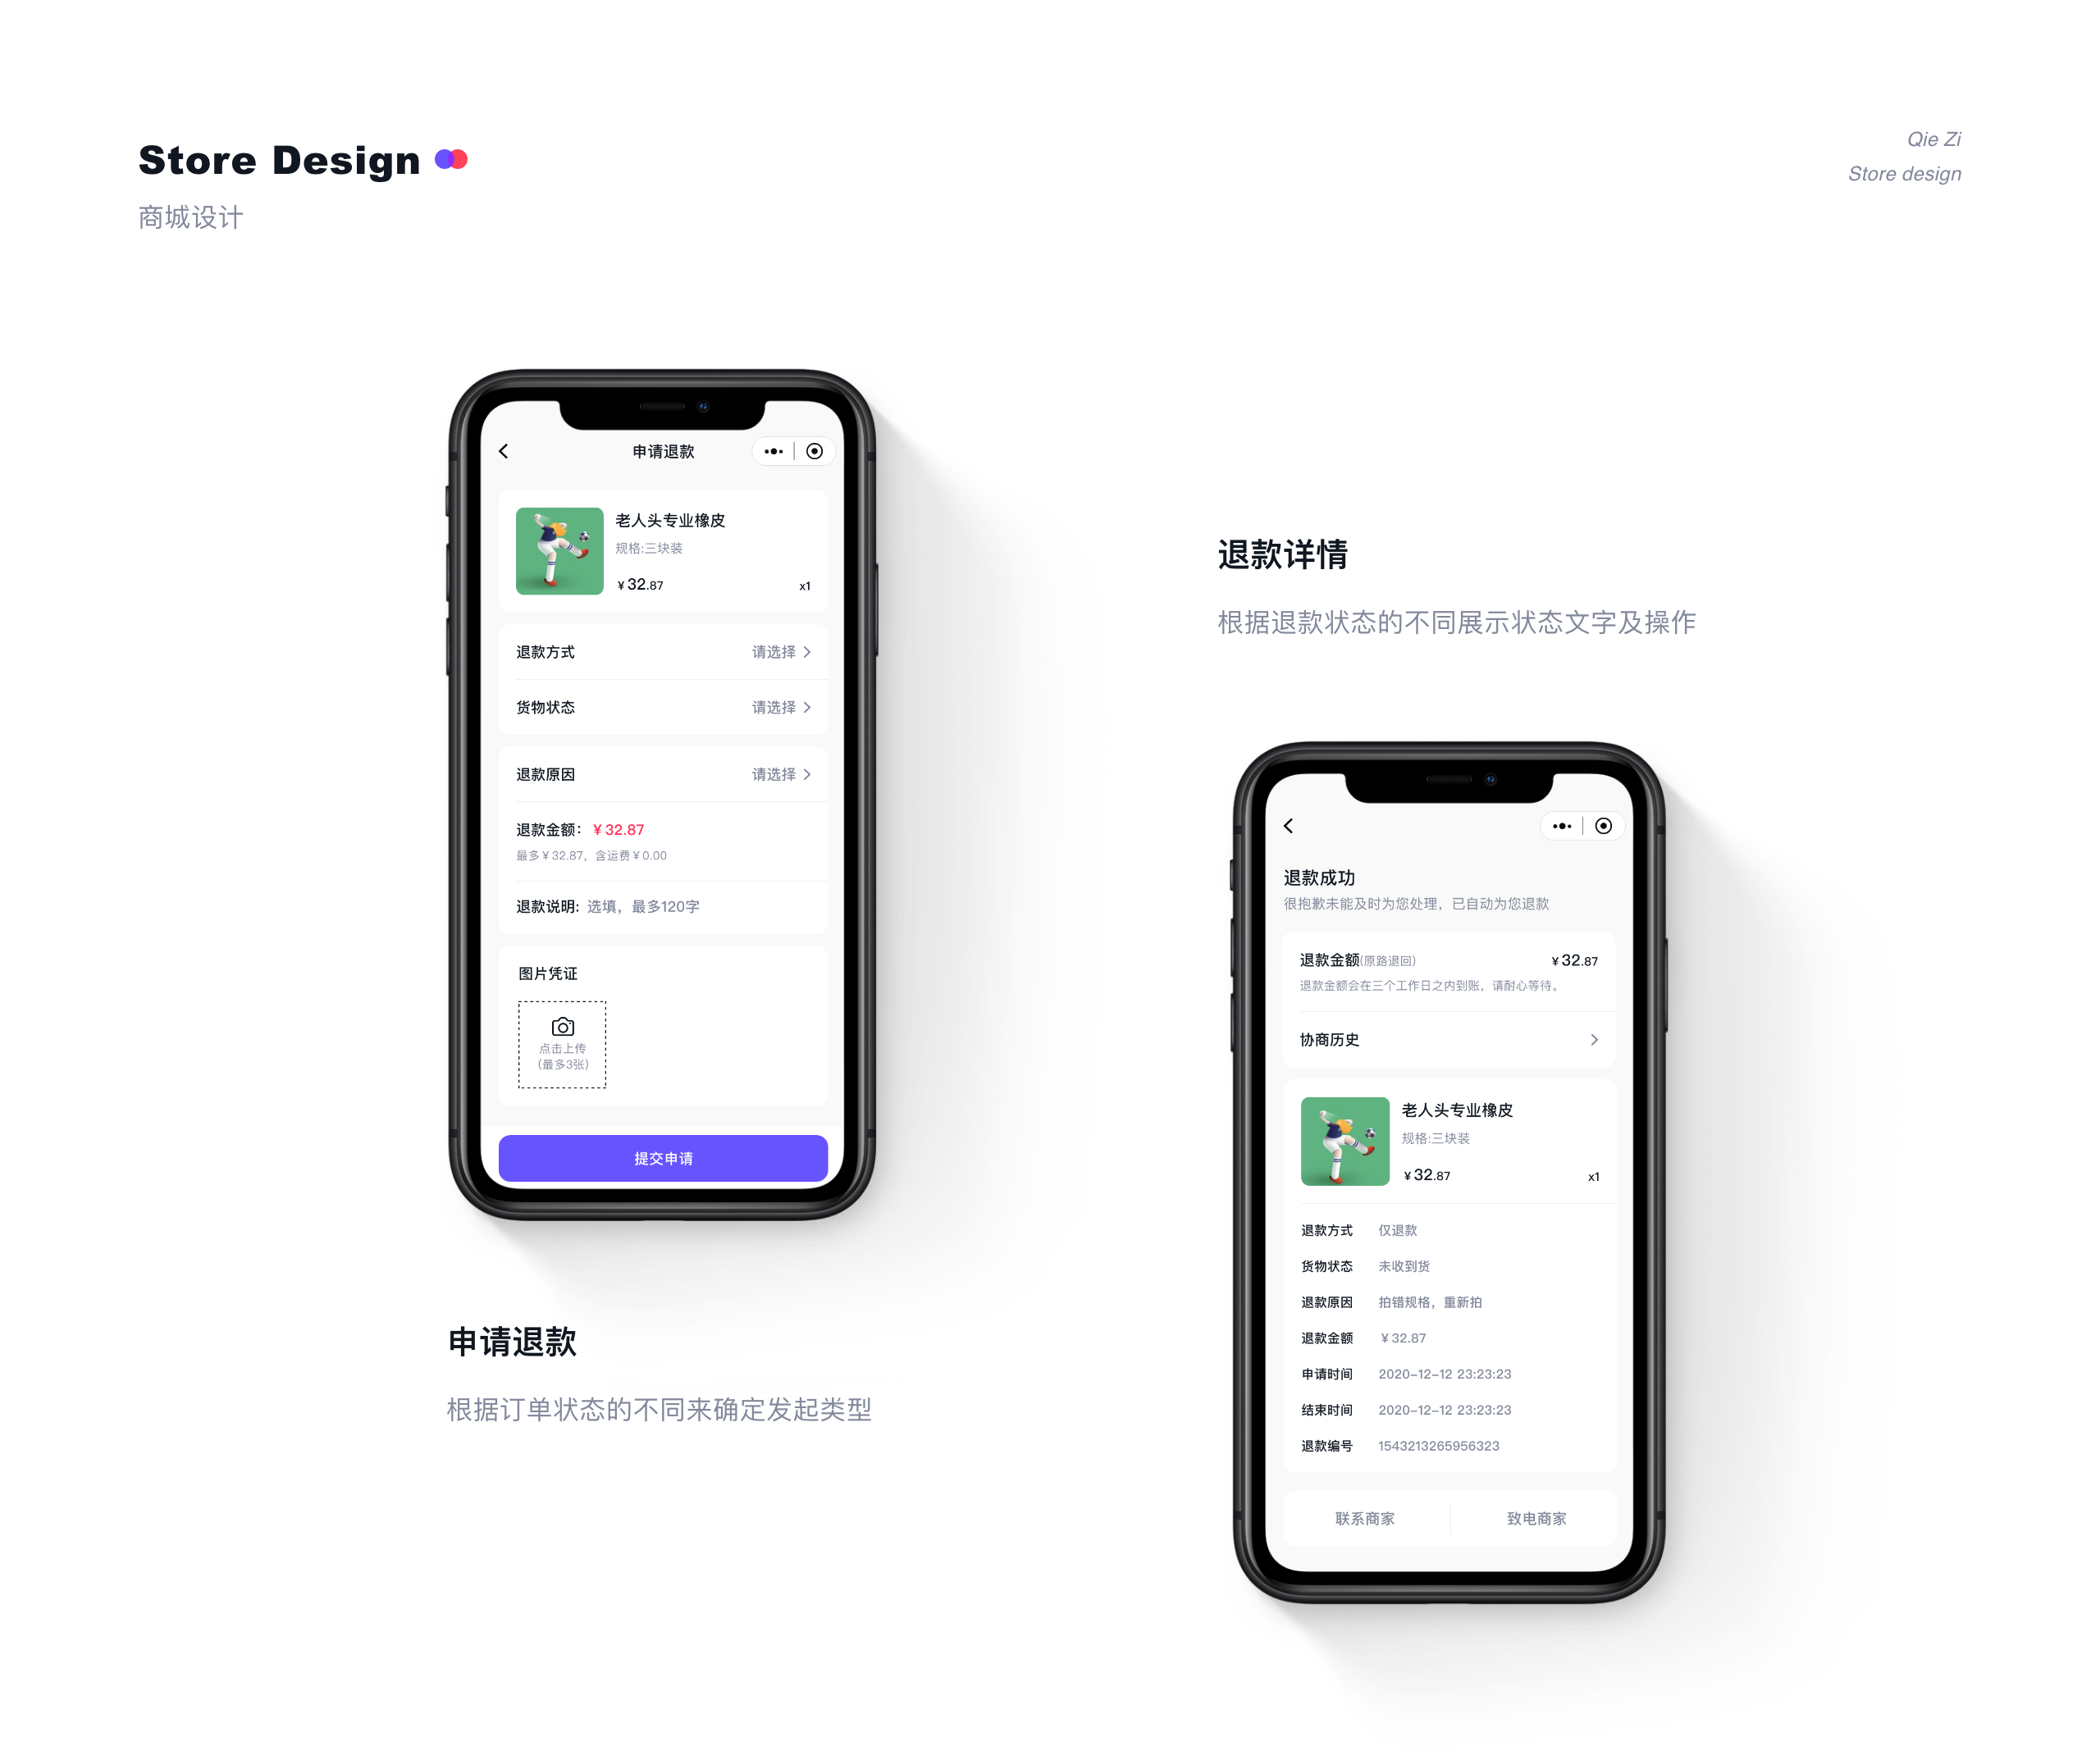 Store Design
商城设计
Qie Zi
Store design
申请退款
老人头专业橡皮
规格:三块装
¥32.87
x1
退款方式 请选择
货物状态 请选择
退款原因 请选择
退款金额: ¥32.87
最多¥32.87，含运费¥0.00
退款说明: 选填，最多120字
图片凭证
点击上传
(最多3张)
提交申请
申请退款
根据订单状态的不同来确定发起类型
退款详情
根据退款状态的不同展示状态文字及操作
退款成功
很抱歉未能及时为您处理，已自动为您退款
退款金额(原路退回) ¥32.87
退款金额会在三个工作日之内到账，请耐心等待。
协商历史
老人头专业橡皮
规格:三块装
¥32.87
x1
退款方式 仅退款
货物状态 未收到货
退款原因 拍错规格，重新拍
退款金额 ¥32.87
申请时间 2020-12-12 23:23:23
结束时间 2020-12-12 23:23:23
退款编号 1543213265956323
联系商家 致电商家